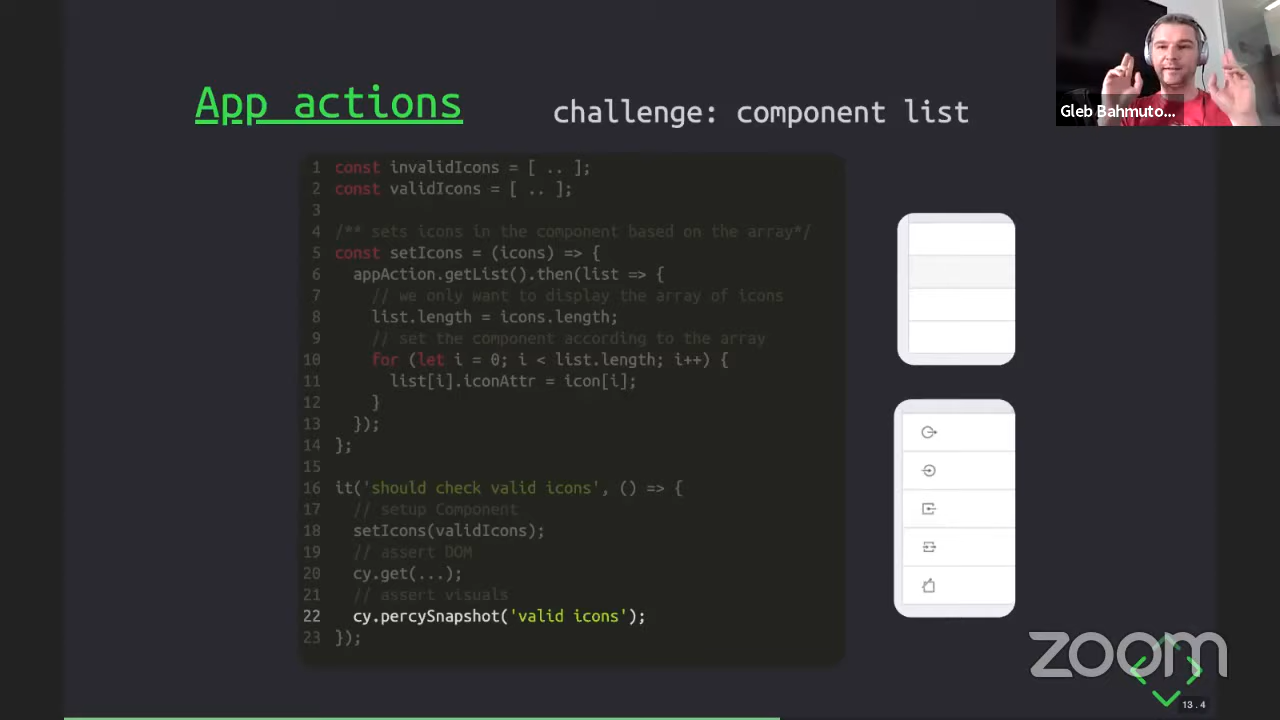 App actions
challenge: component list
Gleb Bahmuto...
1 const invalidIcons = [ .. ];
2 const validIcons = [ .. ];
3
4 /** sets icons in the component based on the array*/
5 const setIcons = (icons) => {
6 appAction.getList().then(list => {
7 // we only want to display the array of icons
8 list.length = icons.length;
9 // set the component according to the array
10 for (let i = 0; i < list.length; i++) {
11 list[i].iconAttr = icon[i];
12 }
13 });
14 };
15
16 it('should check valid icons', () => {
17 // setup Component
18 setIcons(validIcons);
19 // assert DOM
20 cy.get(...);
21 // assert visuals
22 cy.percySnapshot('valid icons');
23 });
zoom
13.4